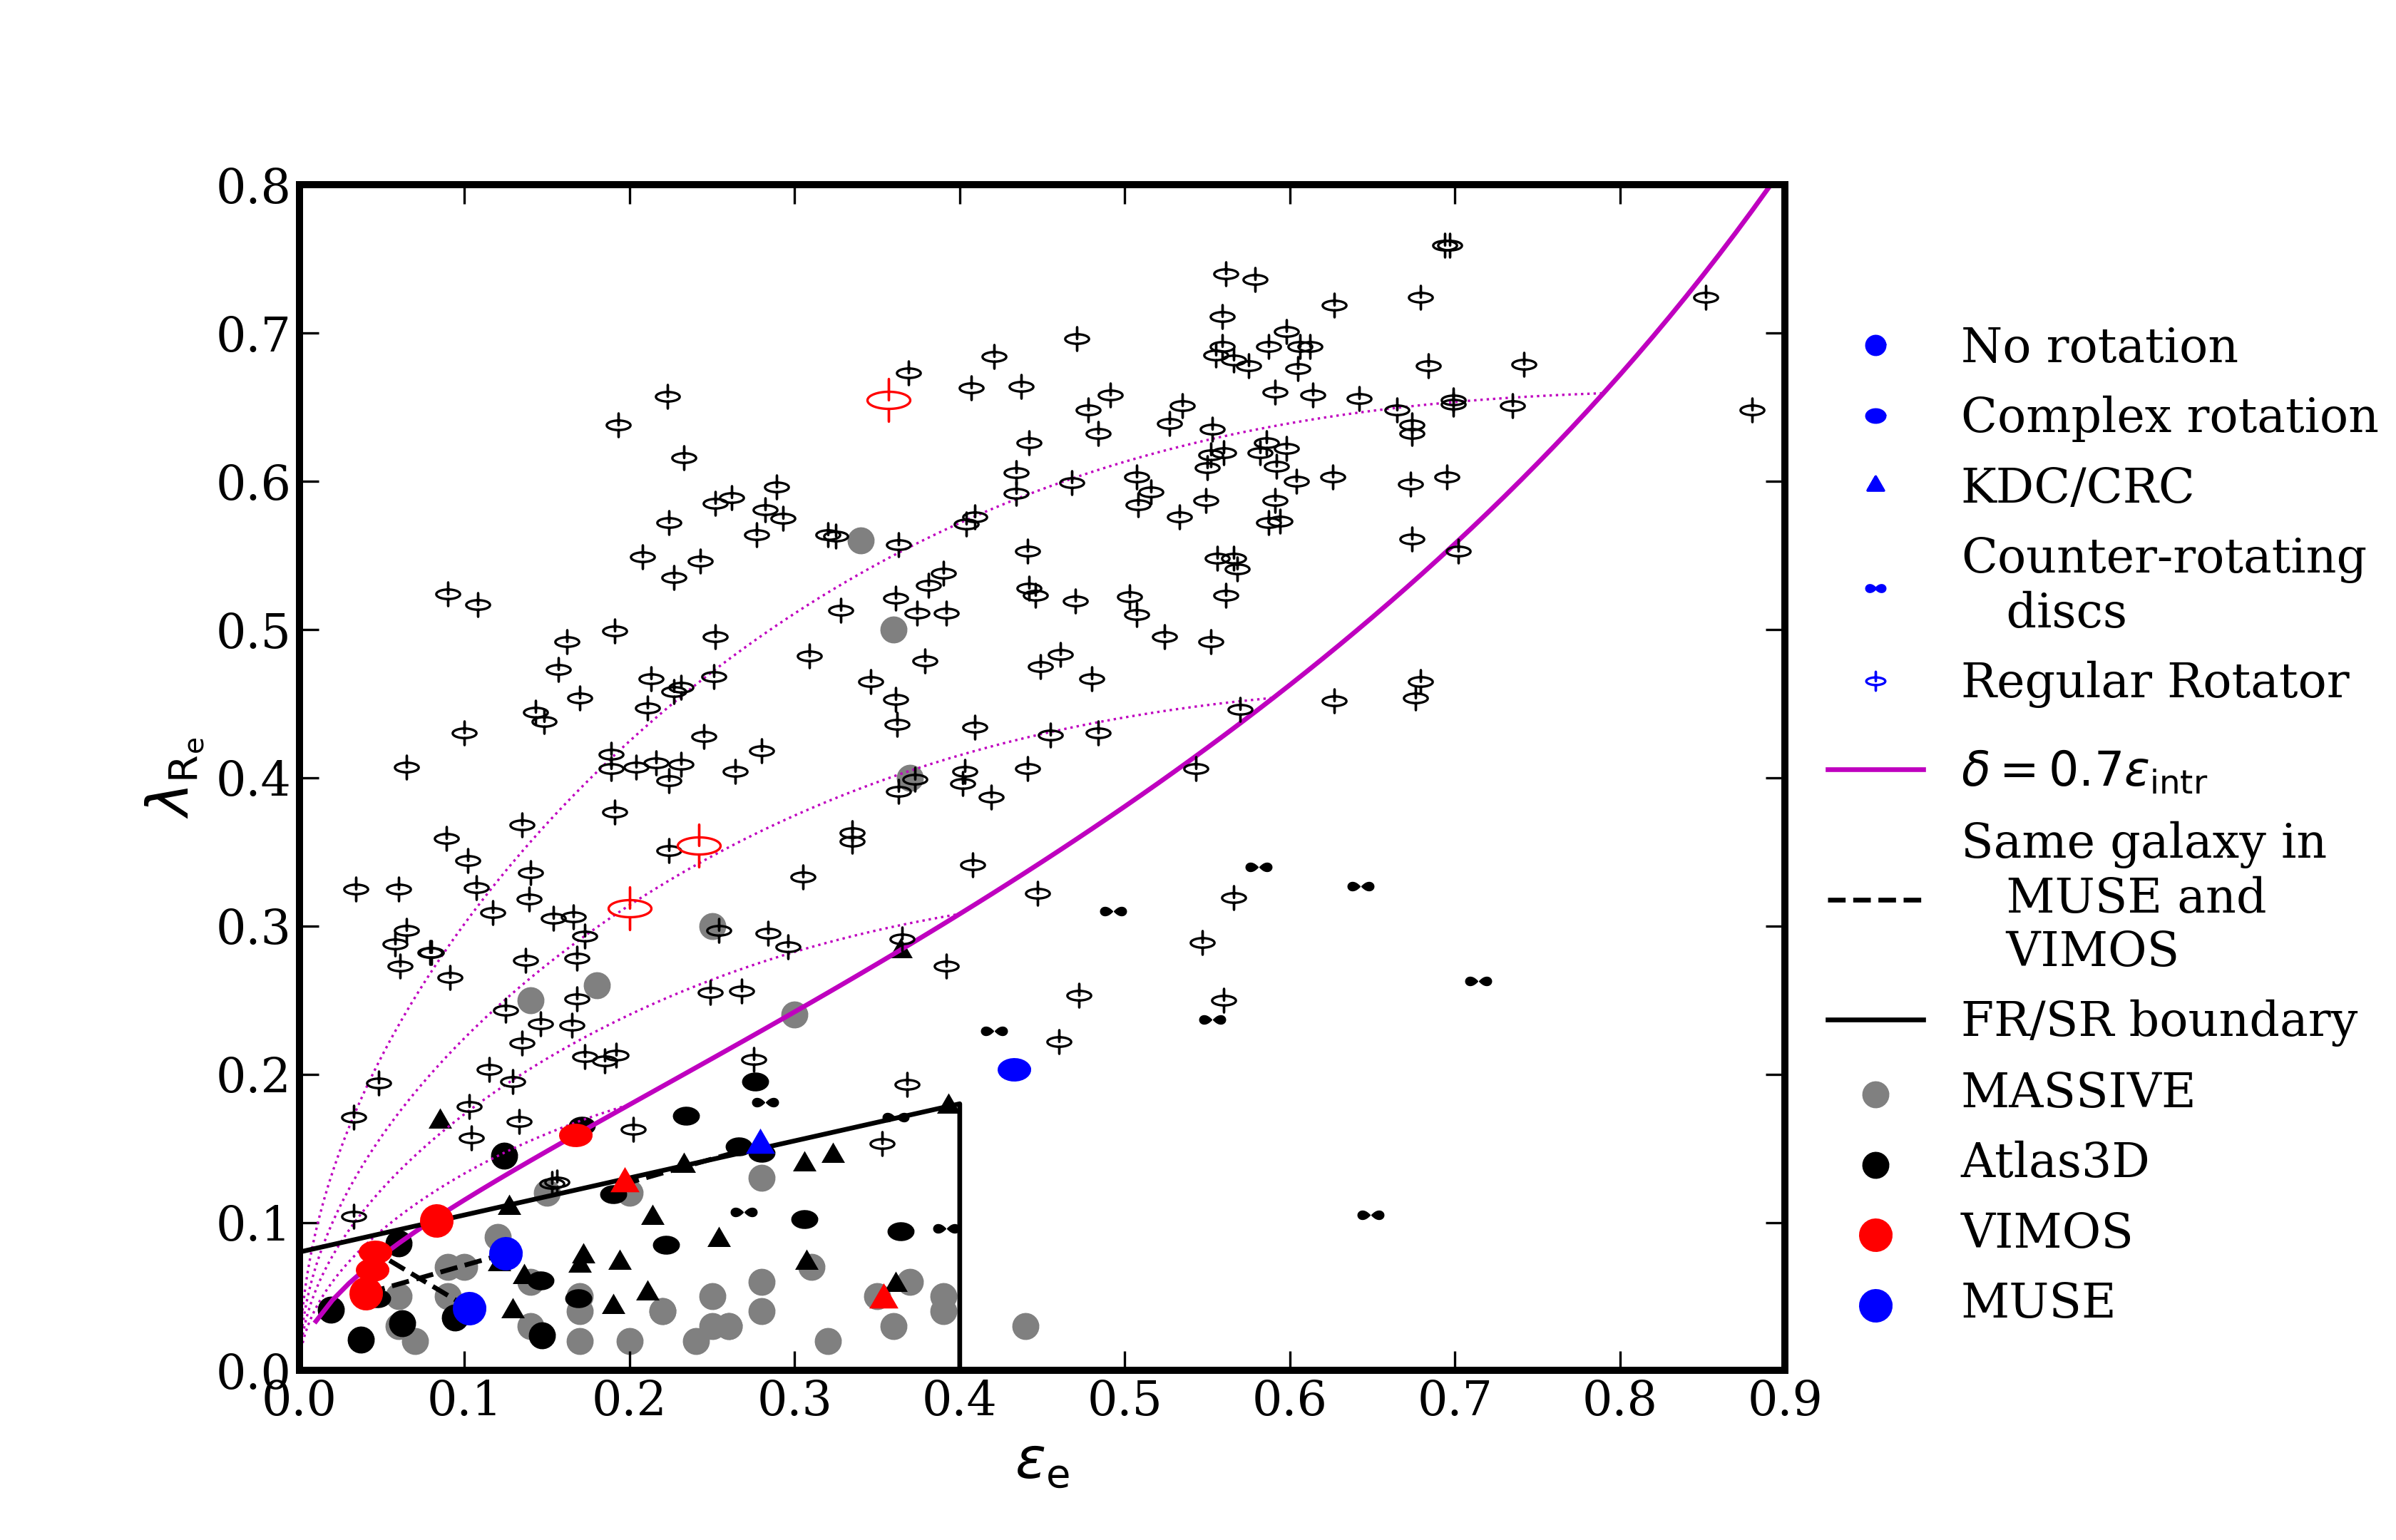 0.8
0.7
0.6
0.5
0.4
0.3
0.2
0.1
0.0
λ_Re
0.0 0.1 0.2 0.3 0.4 0.5 0.6 0.7 0.8 0.9
ε_e
No rotation
Complex rotation
KDC/CRC
Counter-rotating
discs
Regular Rotator
δ = 0.7ε_intr
Same galaxy in
MUSE and
VIMOS
FR/SR boundary
MASSIVE
Atlas3D
VIMOS
MUSE